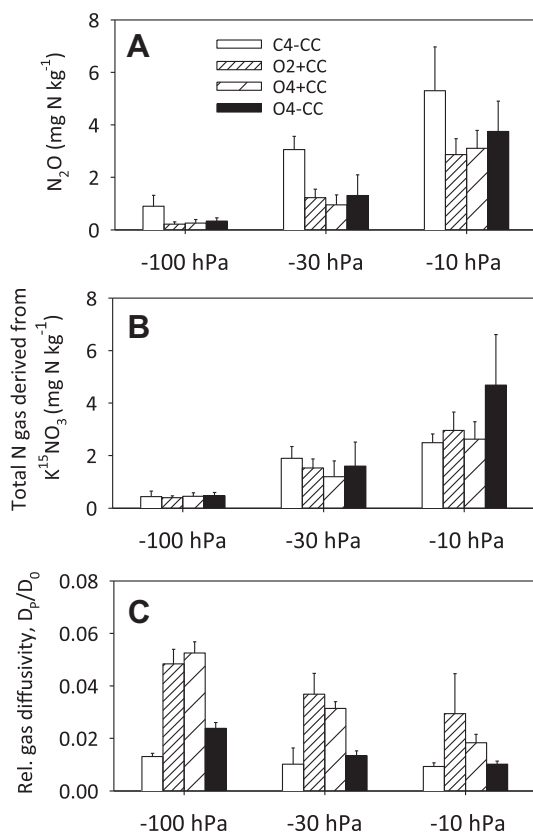 A
C4-CC
O2+CC
O4+CC
O4-CC
N₂O (mg N kg⁻¹)
8
6
4
2
0
-100 hPa -30 hPa -10 hPa
B
Total N gas derived from
K¹⁵NO₃ (mg N kg⁻¹)
8
6
4
2
0
-100 hPa -30 hPa -10 hPa
C
Rel. gas diffusivity, D_P/D₀
0.08
0.06
0.04
0.02
0.00
-100 hPa -30 hPa -10 hPa